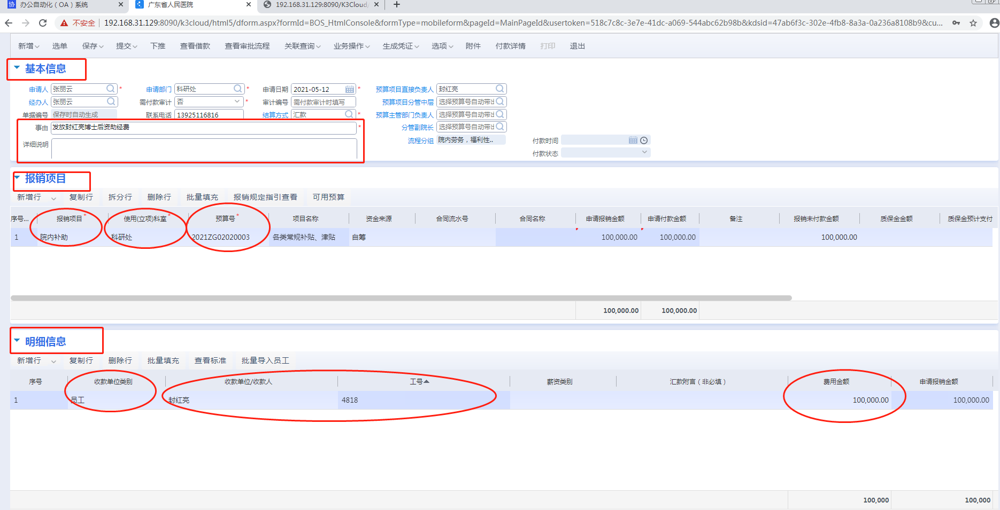 办公自动化（OA）系统 广东省人民医院 192.168.31.129:8090/K3Cloud/
不安全 192.168.31.129:8090/k3cloud/html5/dform.aspx?formId=BOS_HtmlConsole&formType=mobileform&pageId=MainPageId&usertoken=518c7c8c-3e7e-41dc-a069-544abc62b98b&kdsid=47ab6f3c-302e-4fb8-8a3a-0a236a8108b9&cu...
新增 选单 保存 提交 下推 查看借款 查看审批流程 关联查询 业务操作 生成凭证 选项 附件 付款详情 打印 退出
基本信息
申请人 张丽云 * 申请部门 科研处 * 申请日期 2021-05-12 * 预算项目直接负责人 封红亮
经办人 张丽云 需付款审计 否 * 审计编号 需付款审计时填写 预算项目分管中层 选择预算号自动带出
单据编号 保存时自动生成 联系电话 13925116816 结算方式 汇款 * 预算主管部门负责人 选择预算号自动带出
事由 发放封红亮博士后资助经费 * 分管副院长 选择预算号自动带出
详细说明 流程分组 院内劳务，福利性.. 付款时间
付款状态
报销项目
新增行 复制行 拆分行 删除行 批量填充 报销规定指引查看 可用预算
序号... 报销项目* 使用(立项)科室* 预算号* 项目名称 资金来源 合同流水号 合同名称 申请报销金额 申请付款金额 备注 报销未付款金额 质保金金额 质保金预计支付
1 院内补助 科研处 2021ZG02020003 各类常规补贴、津贴 自筹 100,000.00 100,000.00 100,000.00
100,000.00 100,000.00
明细信息
新增行 复制行 删除行 批量填充 查看标准 批量导入员工
序号 收款单位类别 收款单位/收款人 工号 薪资类别 汇款附言（非必填） 费用金额 申请报销金额
1 员工 封红亮 4818 100,000.00 100,000.00
100,000 100,000